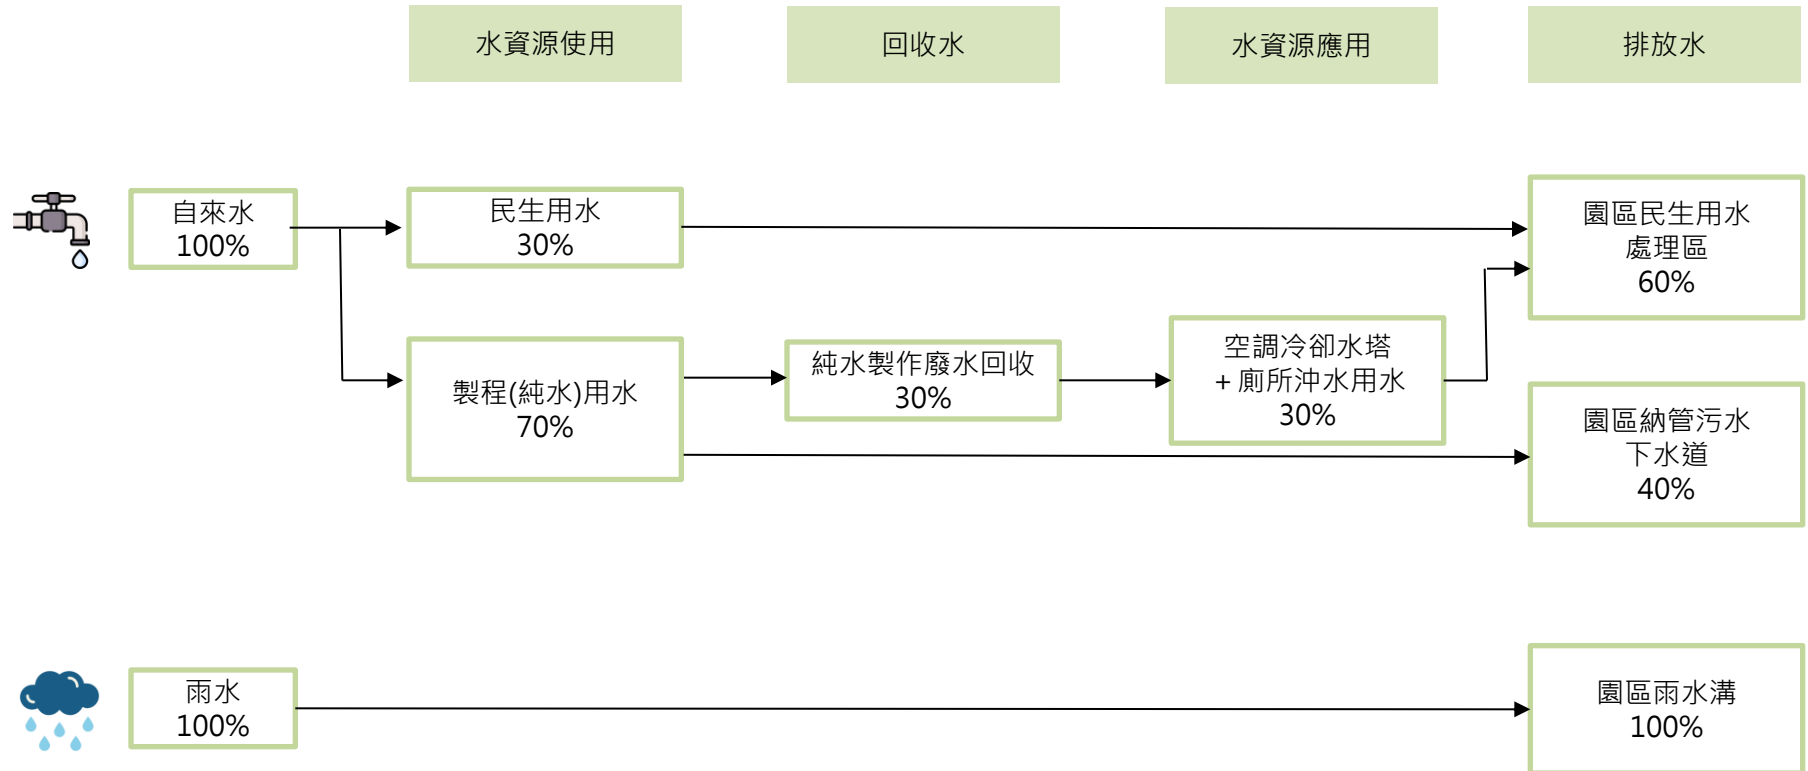 水資源使用
回收水
水資源應用
排放水
自來水
100%
民生用水
30%
園區民生用水
處理區
60%
製程(純水)用水
70%
純水製作廢水回收
30%
空調冷卻水塔
+ 廁所沖水用水
30%
園區納管污水
下水道
40%
雨水
100%
園區雨水溝
100%